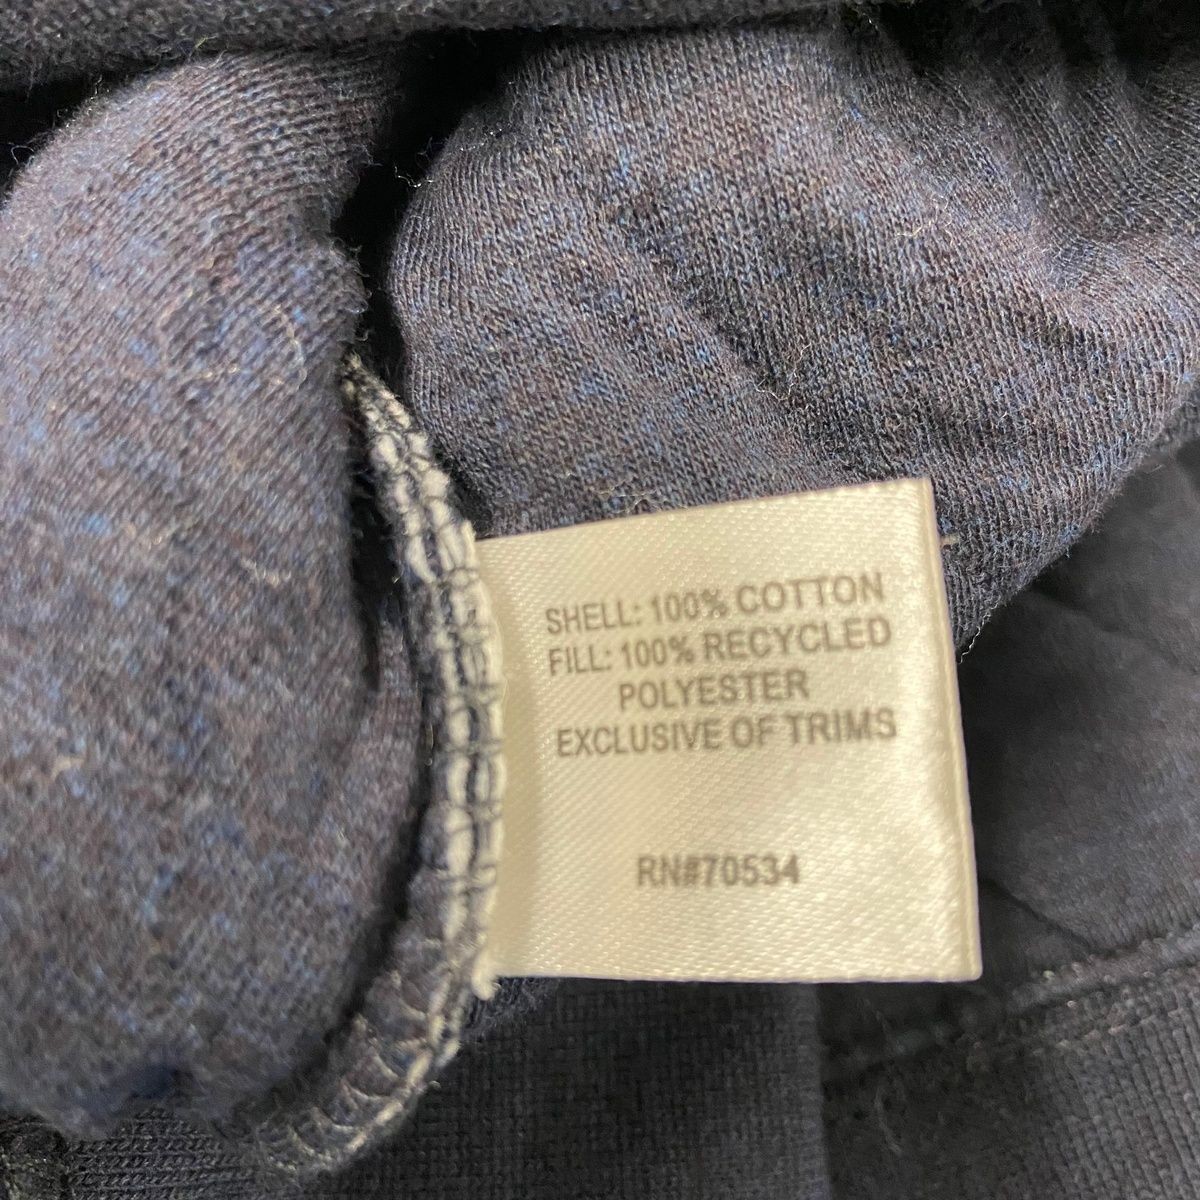 SHELL: 100% COTTON
FILL: 100% RECYCLED
POLYESTER
EXCLUSIVE OF TRIMS
RN#70534